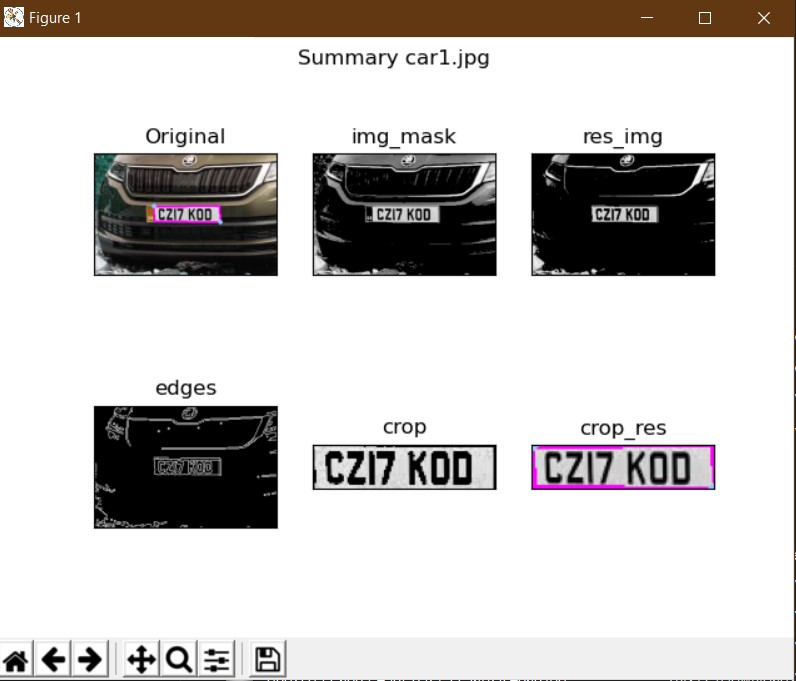 Figure 1
Summary car1.jpg
Original
img_mask
res_img
CZ17 KOD
CZ17 KOD
CZ17 KOD
edges
crop
crop_res
CZ17 KOD
CZ17 KOD
CZ17 KOD